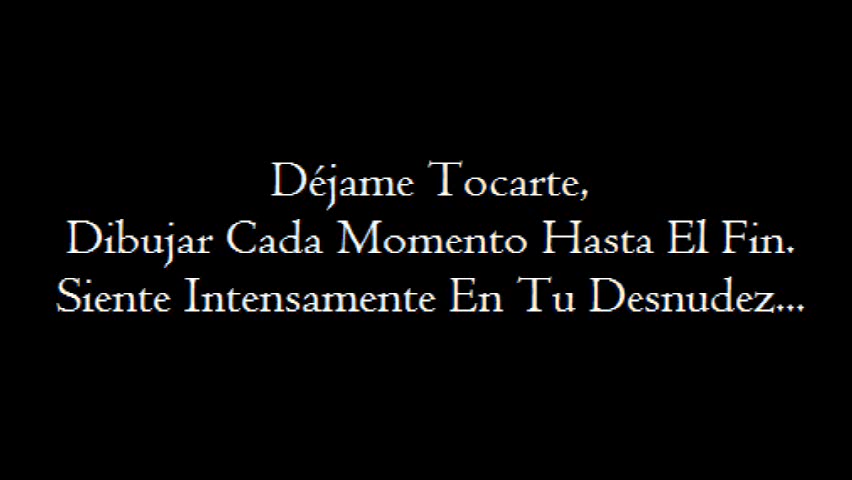 Déjame Tocarte,
Dibujar Cada Momento Hasta El Fin.
Siente Intensamente En Tu Desnudez...